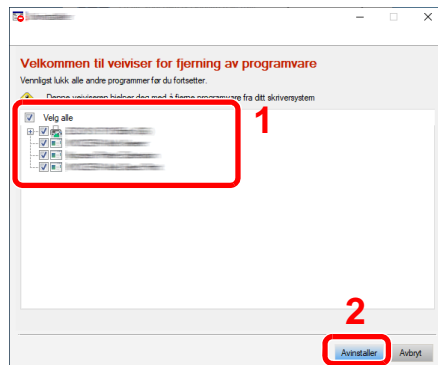 Velkommen til veiviser for fjerning av programvare
Vennligst lukk alle andre programmer før du fortsetter.
Denne veiviseren hjelper deg med å fjerne programvare fra ditt skriversystem
1
Velg alle
2
Avinstaller Avbryt